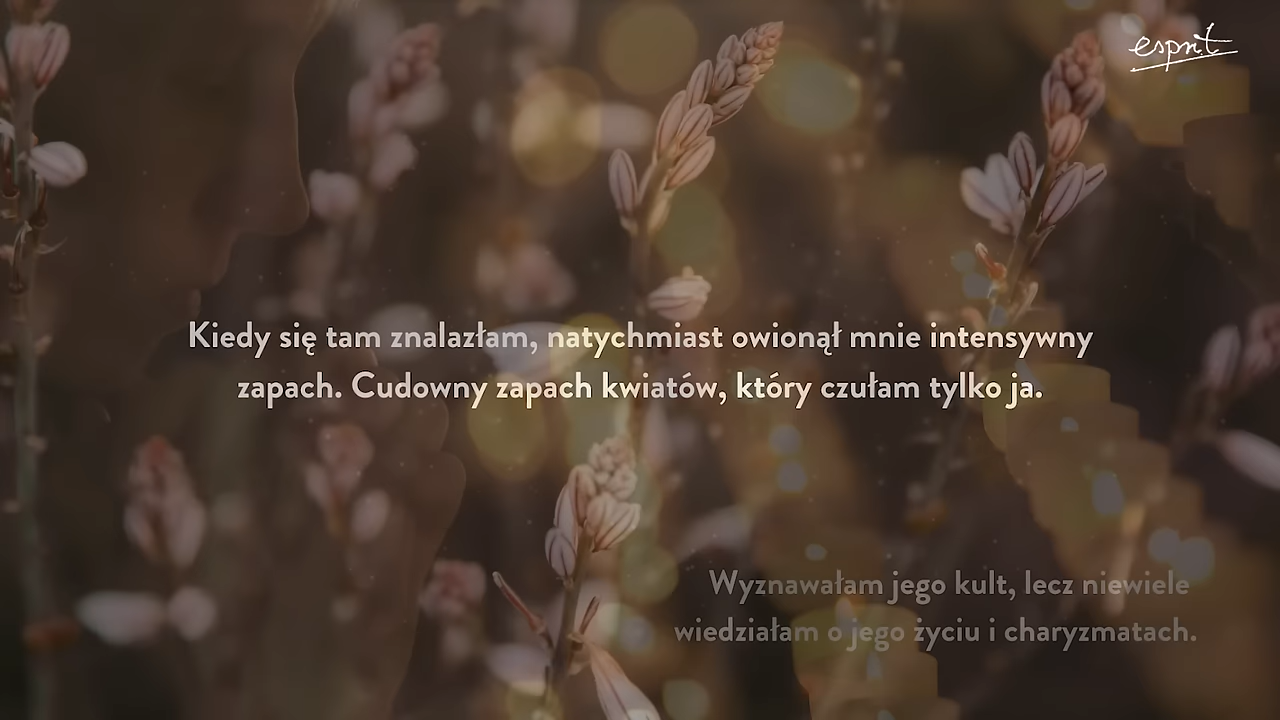 esprit
Kiedy się tam znalazłam, natychmiast owionął mnie intensywny
zapach. Cudowny zapach kwiatów, który czułam tylko ja.
Wyznawałam jego kult, lecz niewiele
wiedziałam o jego życiu i charyzmatach.